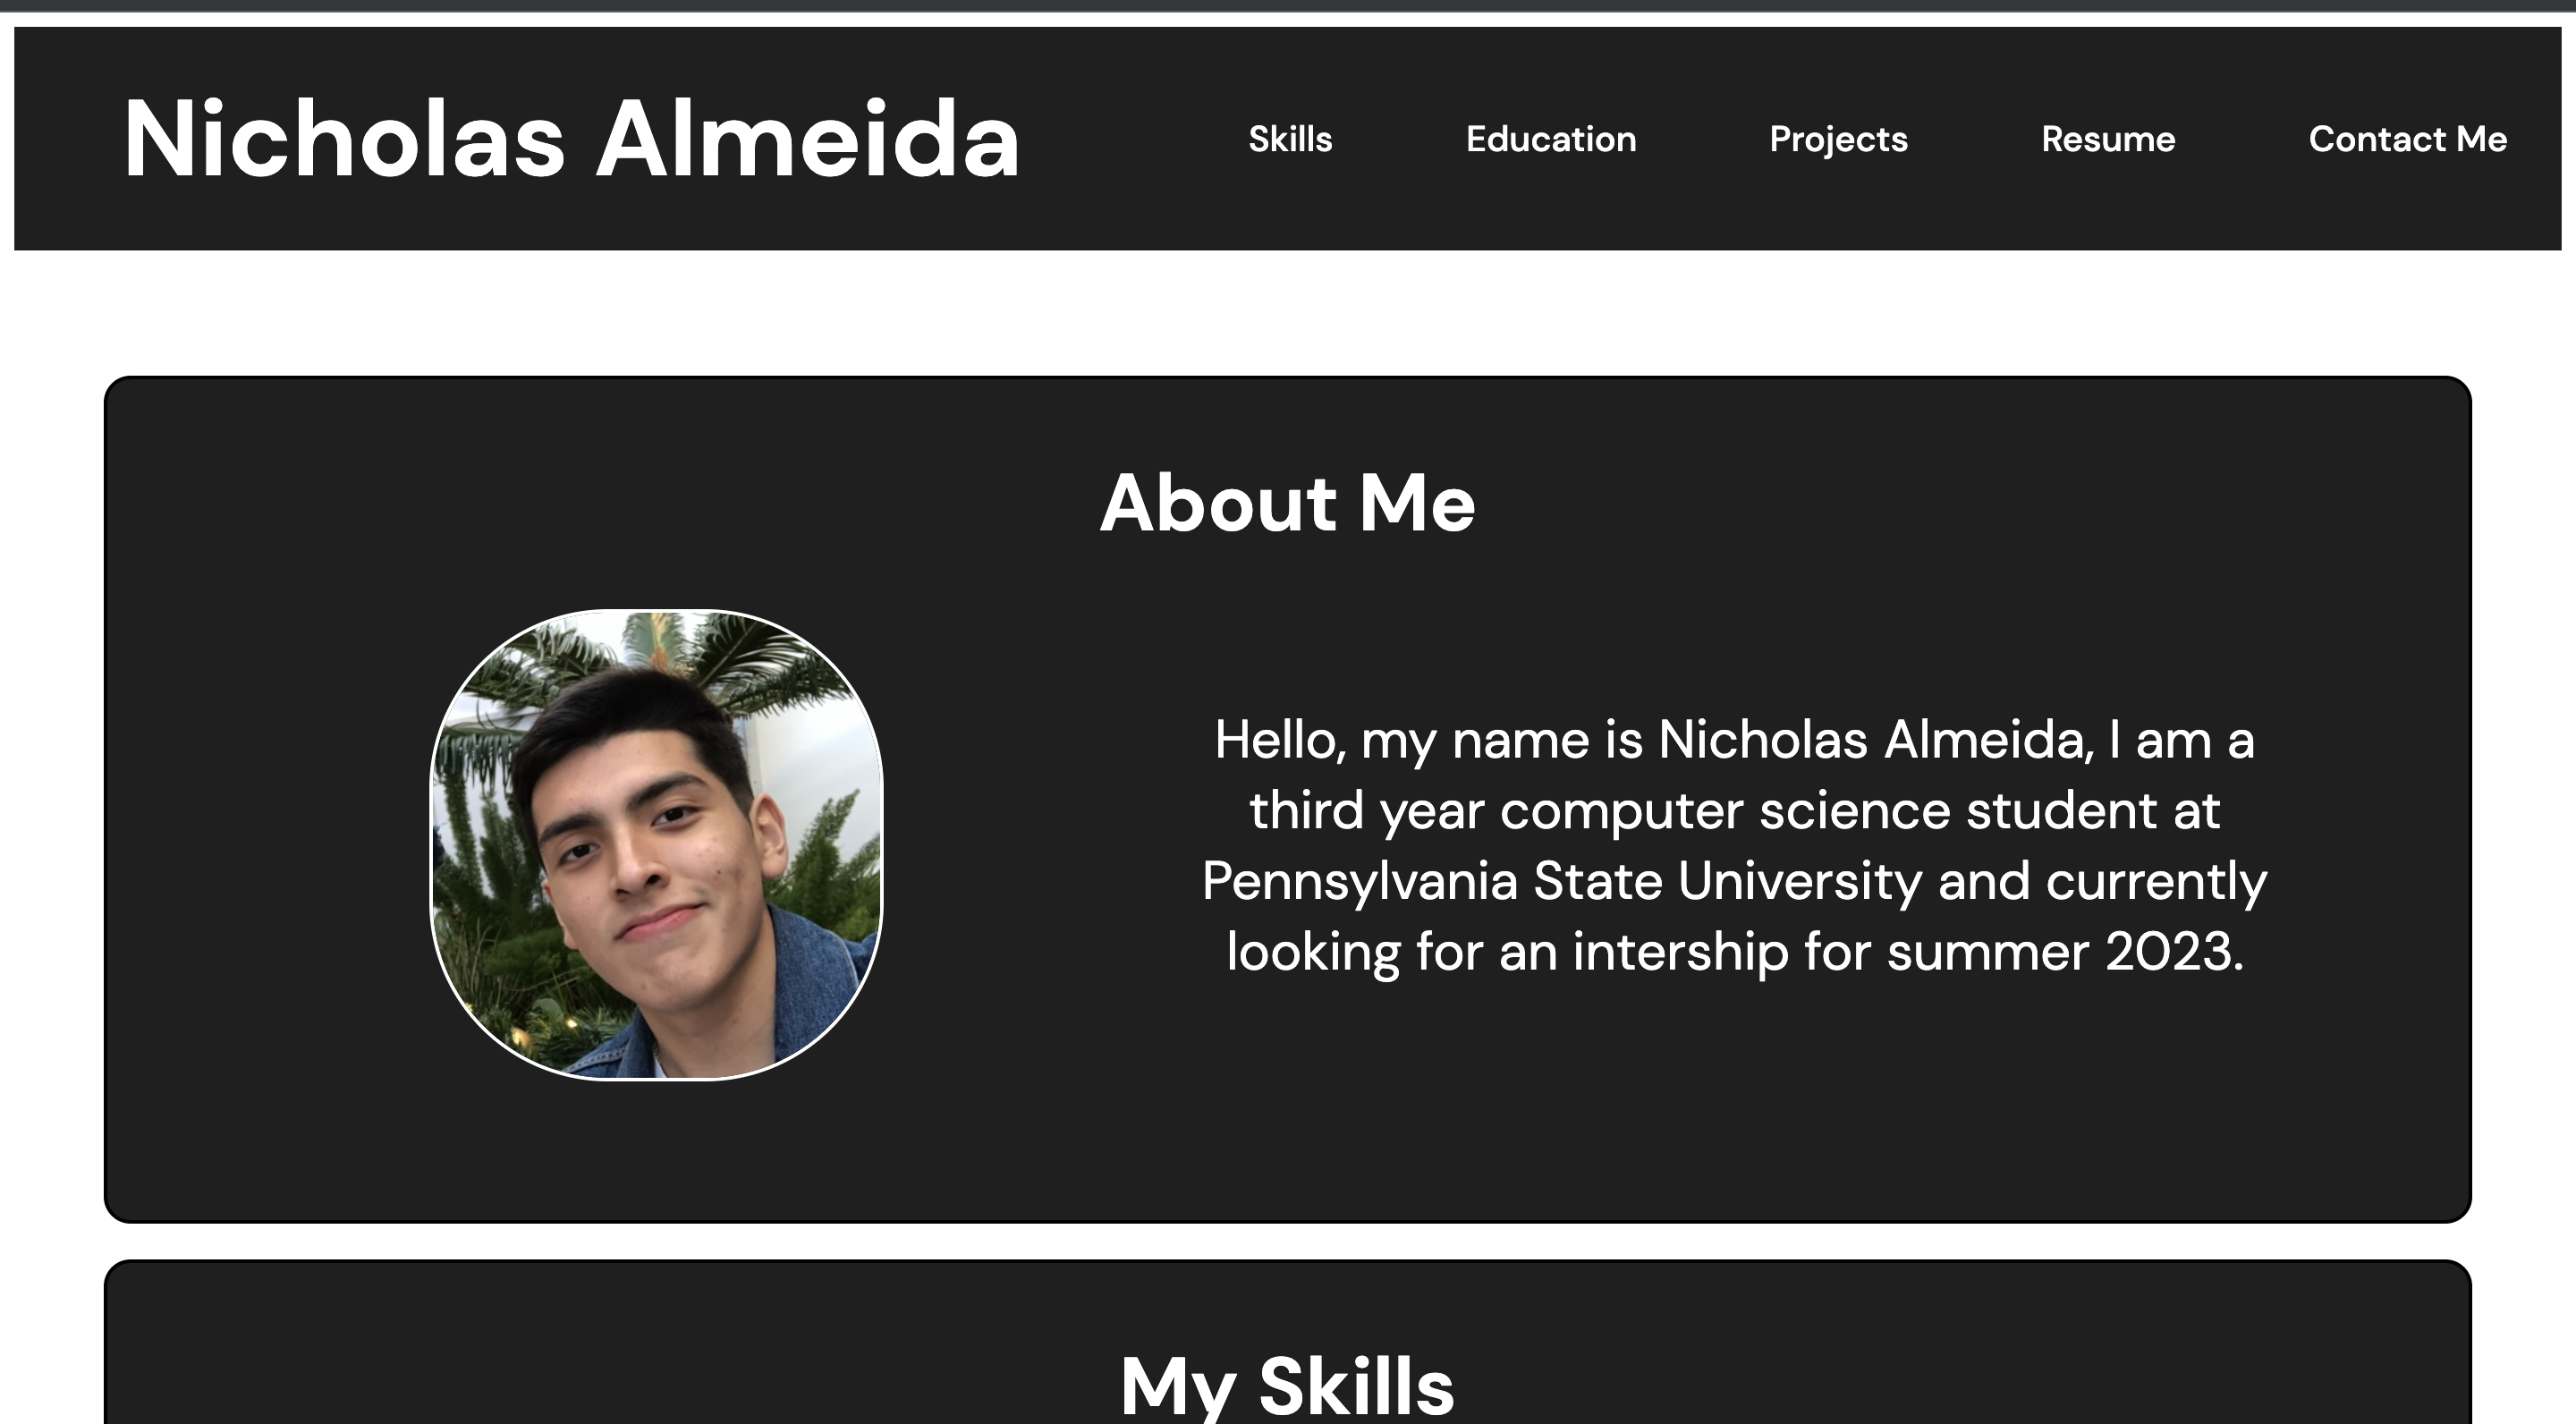 Nicholas Almeida
Skills Education Projects Resume Contact Me
About Me
Hello, my name is Nicholas Almeida, I am a
third year computer science student at
Pennsylvania State University and currently
looking for an intership for summer 2023.
My Skills